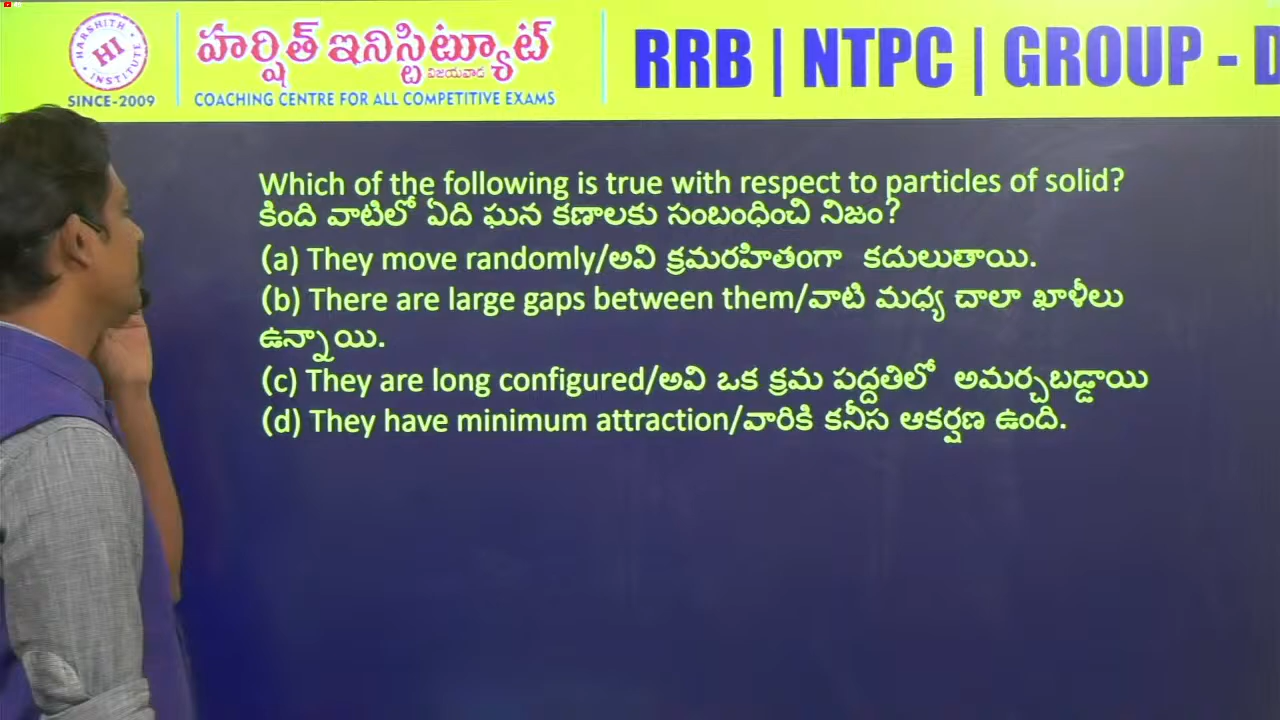 HARSHITH
HI
INSTITUTE
SINCE-2009
హర్షిత్ ఇనిస్టిట్యూట్
విజయవాడ
COACHING CENTRE FOR ALL COMPETITIVE EXAMS
RRB | NTPC | GROUP - D
Which of the following is true with respect to particles of solid?
కింది వాటిలో ఏది ఘన కణాలకు సంబంధించి నిజం?
(a) They move randomly/అవి క్రమరహితంగా కదులుతాయి.
(b) There are large gaps between them/వాటి మధ్య చాలా ఖాళీలు
ఉన్నాయి.
(c) They are long configured/అవి ఒక క్రమ పద్దతిలో అమర్చబడ్డాయి
(d) They have minimum attraction/వారికి కనీస ఆకర్షణ ఉంది.